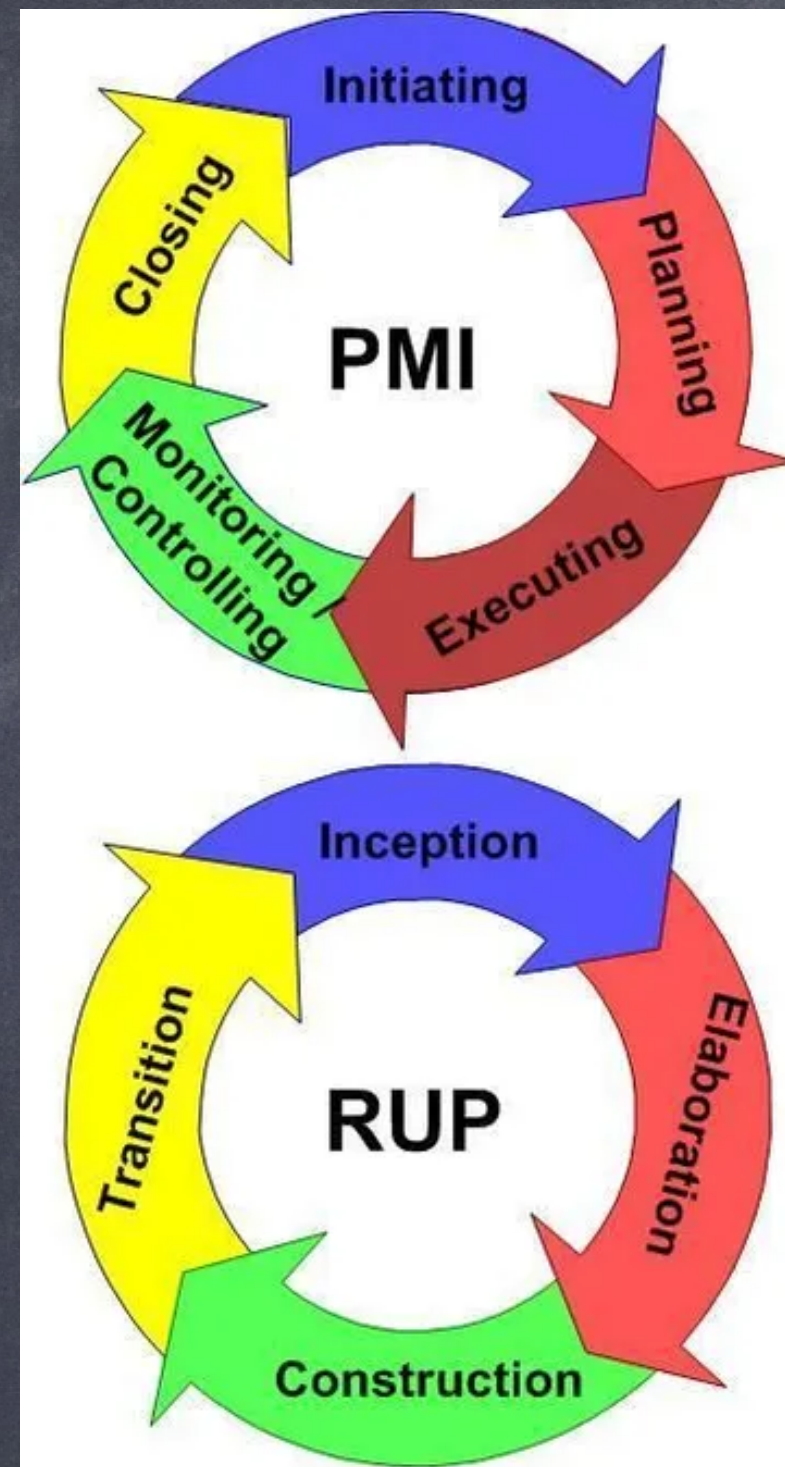 Initiating
Planning
Executing
Monitoring /
Controlling
Closing
PMI
Inception
Elaboration
Construction
Transition
RUP